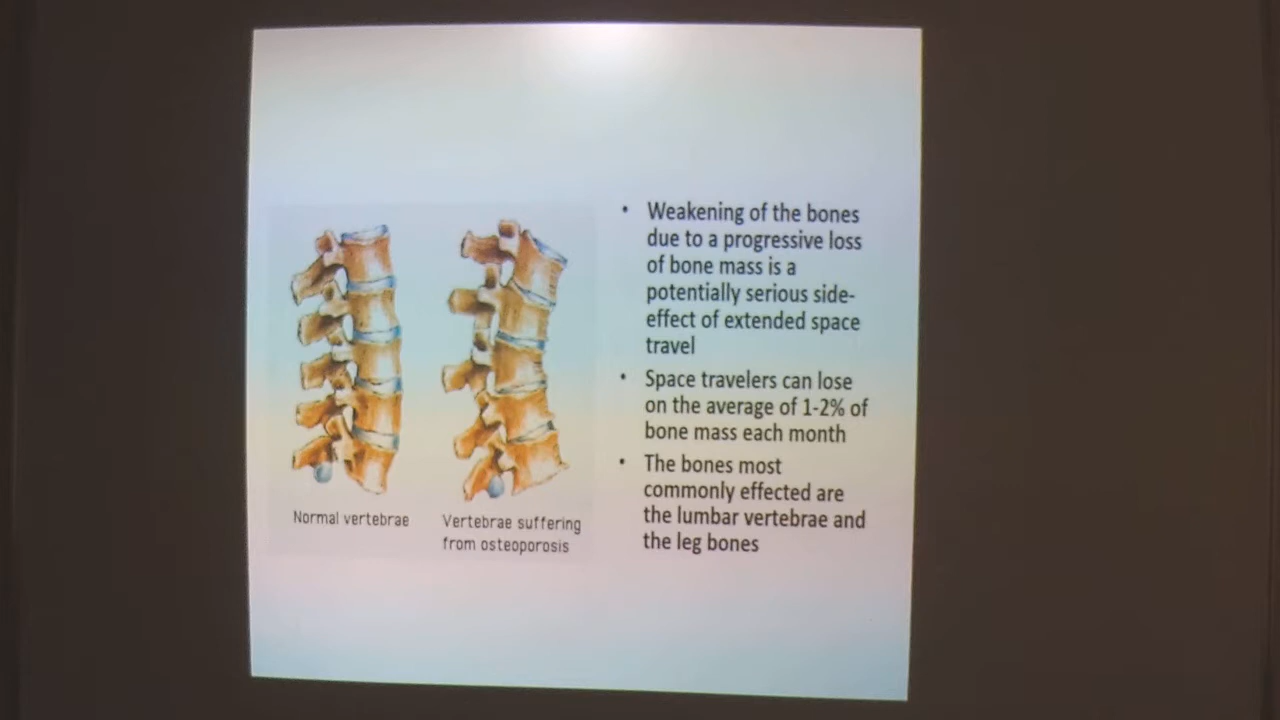 Weakening of the bones
due to a progressive loss
of bone mass is a
potentially serious side-
effect of extended space
travel
Space travelers can lose
on the average of 1-2% of
bone mass each month
The bones most
commonly effected are
the lumbar vertebrae and
the leg bones
Normal vertebrae
Vertebrae suffering
from osteoporosis